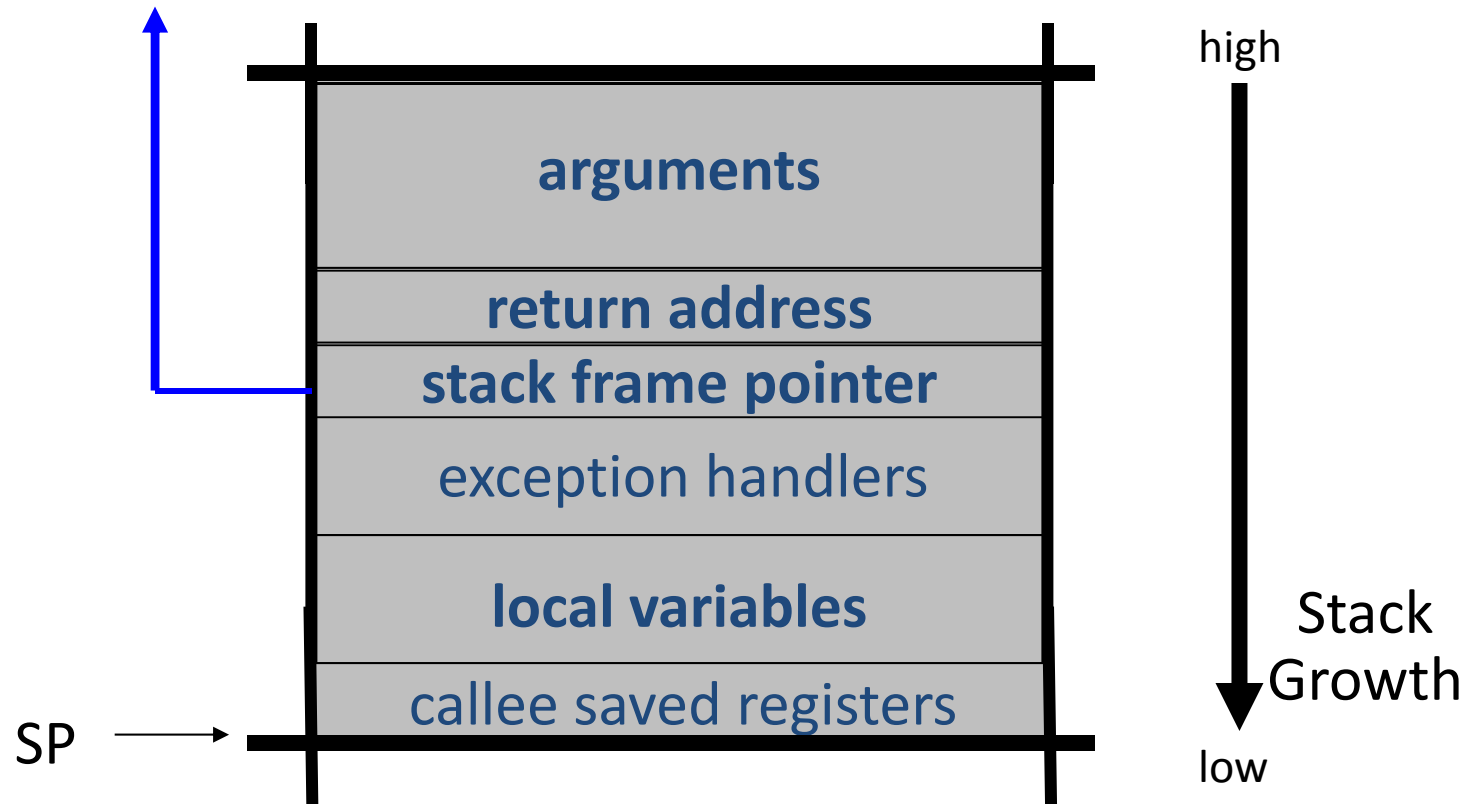 high
arguments
return address
stack frame pointer
exception handlers
local variables
Stack
Growth
callee saved registers
SP
low